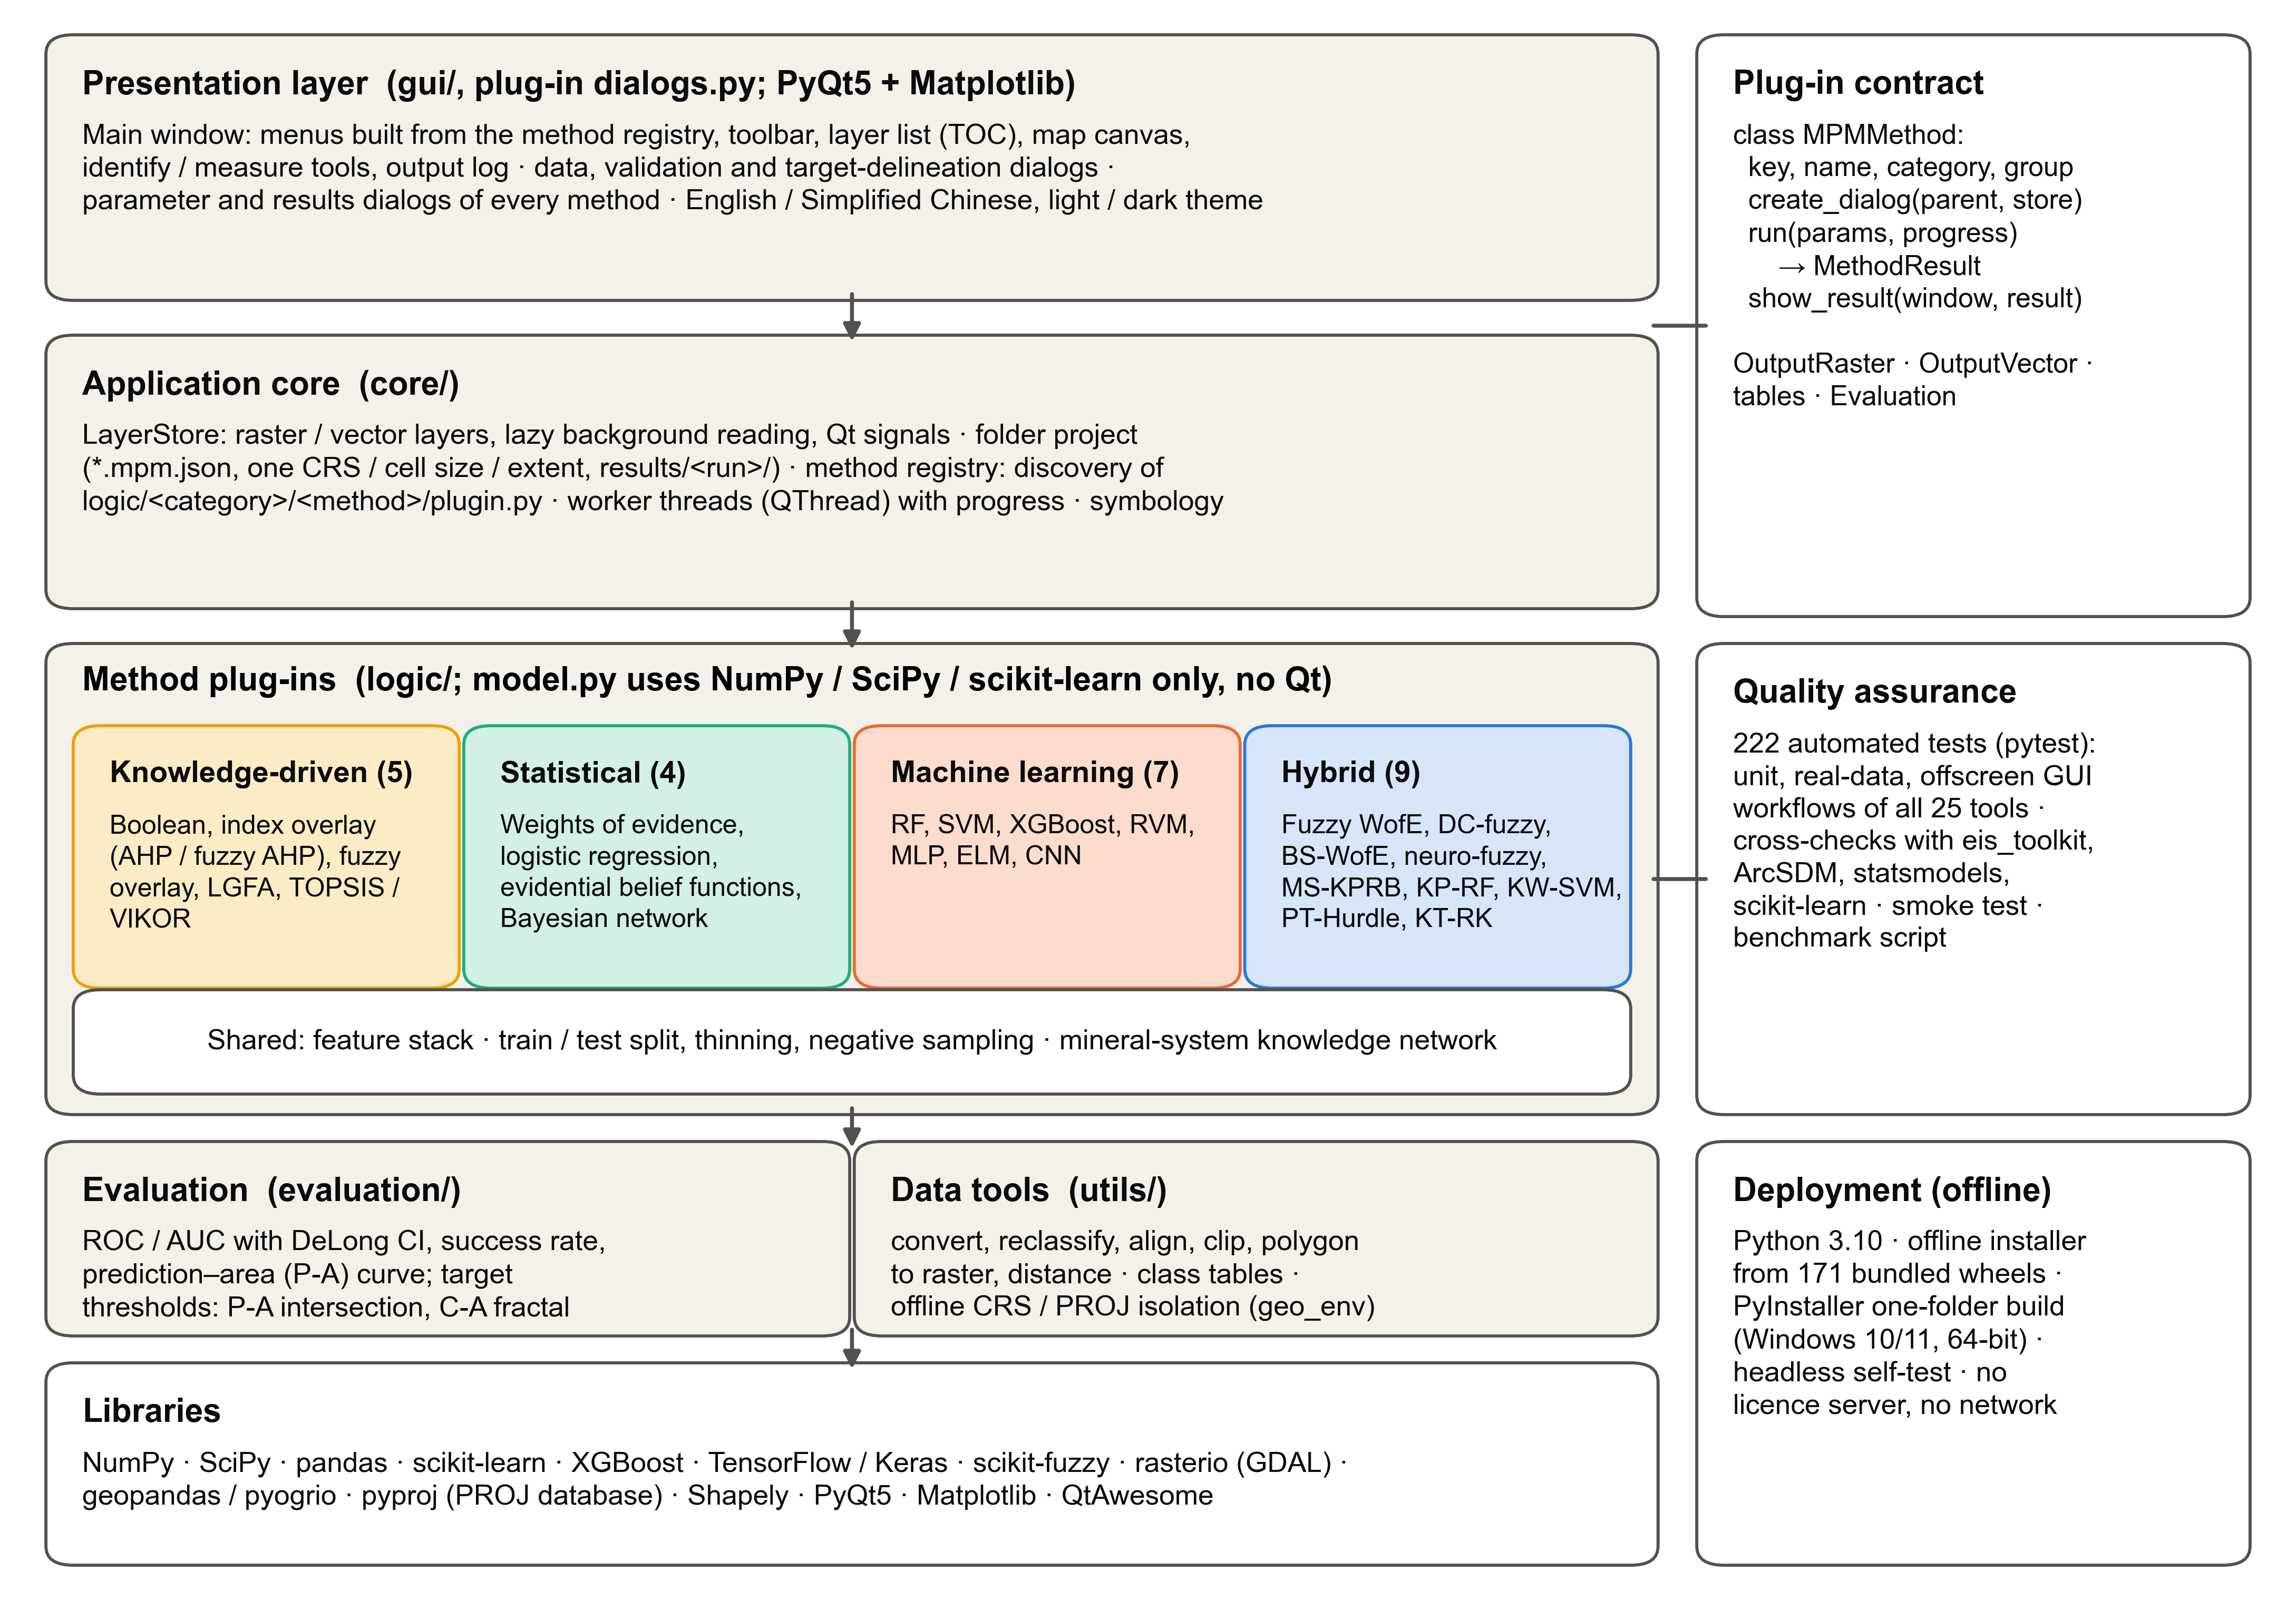 Presentation layer (gui/, plug-in dialogs.py; PyQt5 + Matplotlib)
Main window: menus built from the method registry, toolbar, layer list (TOC), map canvas,
identify / measure tools, output log · data, validation and target-delineation dialogs ·
parameter and results dialogs of every method · English / Simplified Chinese, light / dark theme
Application core (core/)
LayerStore: raster / vector layers, lazy background reading, Qt signals · folder project
(*.mpm.json, one CRS / cell size / extent, results/<run>/) · method registry: discovery of
logic/<category>/<method>/plugin.py · worker threads (QThread) with progress · symbology
Method plug-ins (logic/; model.py uses NumPy / SciPy / scikit-learn only, no Qt)
Knowledge-driven (5)
Boolean, index overlay
(AHP / fuzzy AHP), fuzzy
overlay, LGFA, TOPSIS /
VIKOR
Statistical (4)
Weights of evidence,
logistic regression,
evidential belief functions,
Bayesian network
Machine learning (7)
RF, SVM, XGBoost, RVM,
MLP, ELM, CNN
Hybrid (9)
Fuzzy WofE, DC-fuzzy,
BS-WofE, neuro-fuzzy,
MS-KPRB, KP-RF, KW-SVM,
PT-Hurdle, KT-RK
Shared: feature stack · train / test split, thinning, negative sampling · mineral-system knowledge network
Evaluation (evaluation/)
ROC / AUC with DeLong CI, success rate,
prediction–area (P-A) curve; target
thresholds: P-A intersection, C-A fractal
Data tools (utils/)
convert, reclassify, align, clip, polygon
to raster, distance · class tables ·
offline CRS / PROJ isolation (geo_env)
Libraries
NumPy · SciPy · pandas · scikit-learn · XGBoost · TensorFlow / Keras · scikit-fuzzy · rasterio (GDAL) ·
geopandas / pyogrio · pyproj (PROJ database) · Shapely · PyQt5 · Matplotlib · QtAwesome
Plug-in contract
class MPMMethod:
key, name, category, group
create_dialog(parent, store)
run(params, progress)
→ MethodResult
show_result(window, result)
OutputRaster · OutputVector ·
tables · Evaluation
Quality assurance
222 automated tests (pytest):
unit, real-data, offscreen GUI
workflows of all 25 tools ·
cross-checks with eis_toolkit,
ArcSDM, statsmodels,
scikit-learn · smoke test ·
benchmark script
Deployment (offline)
Python 3.10 · offline installer
from 171 bundled wheels ·
PyInstaller one-folder build
(Windows 10/11, 64-bit) ·
headless self-test · no
licence server, no network